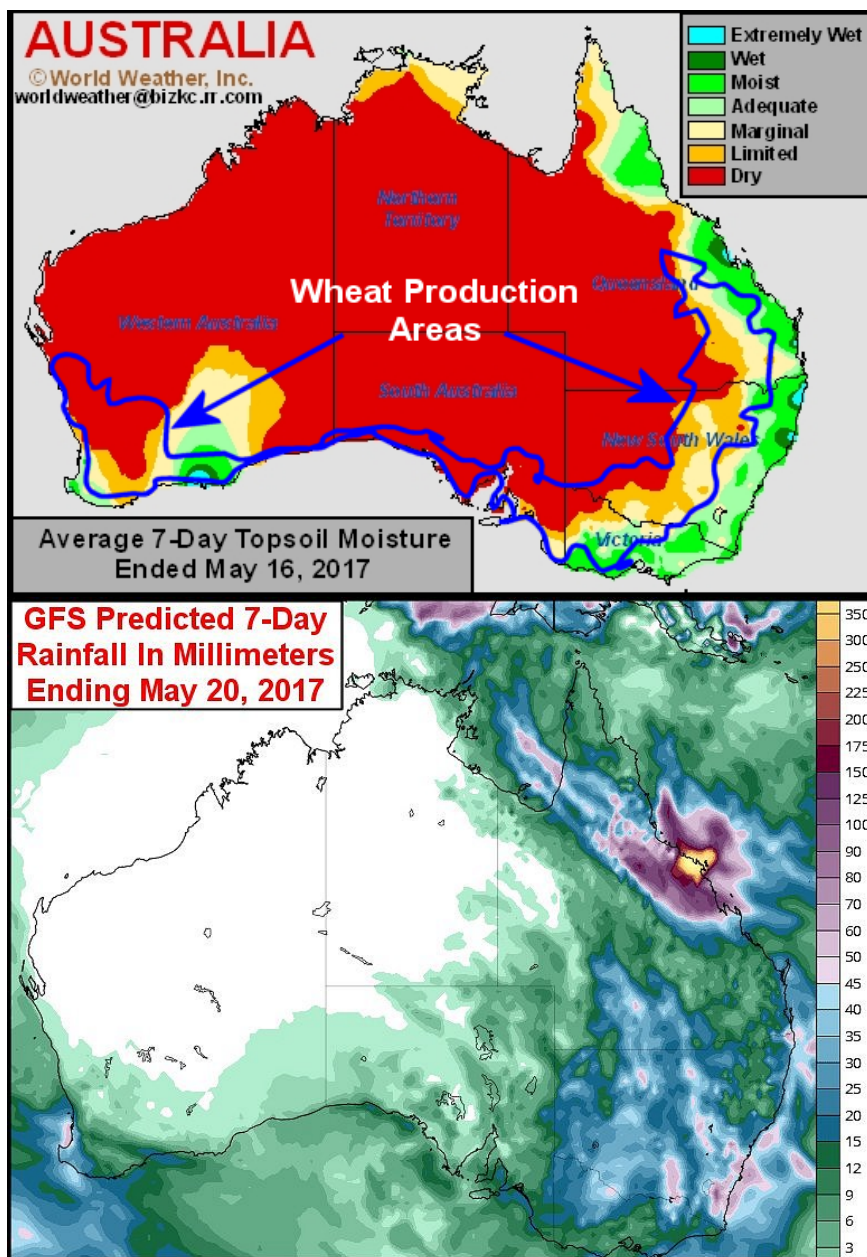 AUSTRALIA
©World Weather, Inc.
worldweather@bizkc.rr.com
Extremely Wet
Wet
Moist
Adequate
Marginal
Limited
Dry
Northern
Territory
Queensland
Wheat Production
Areas
Western Australia
South Australia
New South Wales
Victoria
Average 7-Day Topsoil Moisture
Ended May 16, 2017
GFS Predicted 7-Day
Rainfall In Millimeters
Ending May 20, 2017
350
300
250
225
200
175
150
125
100
90
80
70
60
50
45
40
35
30
25
20
15
12
9
6
3